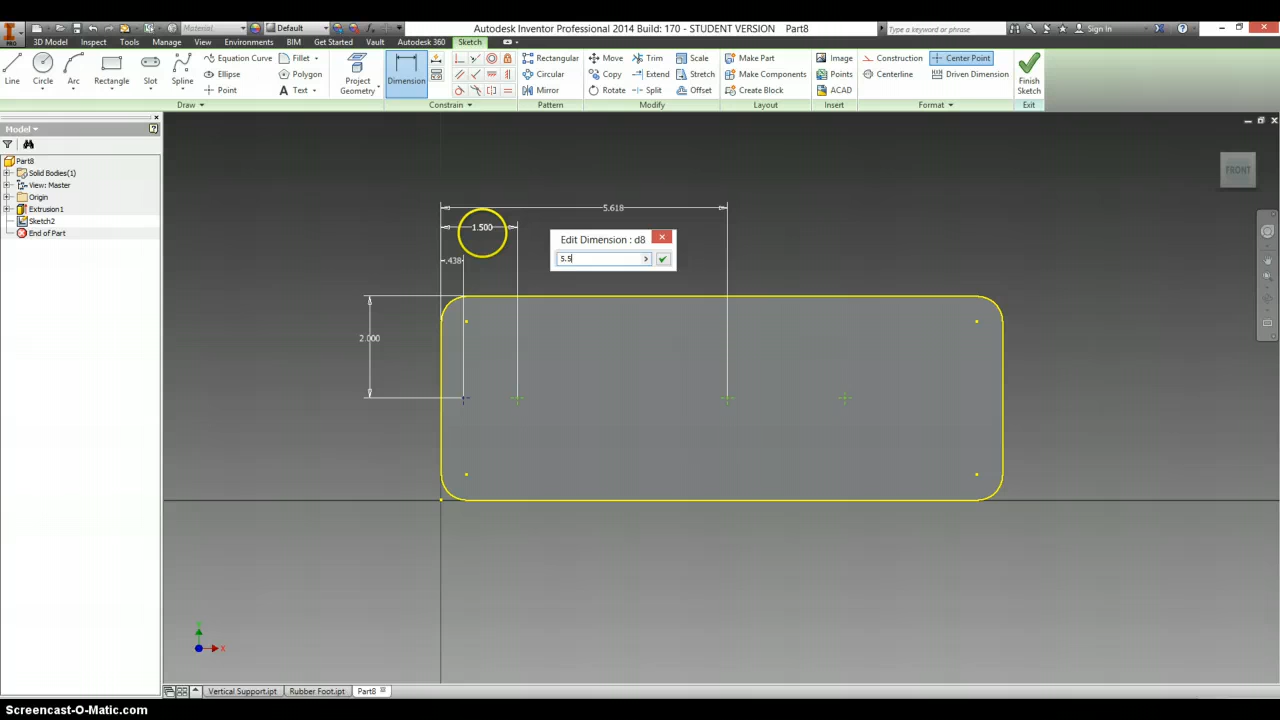 Material
Default
Autodesk Inventor Professional 2014 Build: 170 - STUDENT VERSION Part8
Type a keyword or phrase
Sign In
PRO
3D Model Inspect Tools Manage View Environments BIM Get Started Vault Autodesk 360 Sketch
Line
Circle
Arc
Rectangle
Slot
Spline
Equation Curve
Ellipse
Point
Fillet
Polygon
Text
Project
Geometry
Dimension
Rectangular
Circular
Mirror
Move
Copy
Rotate
Trim
Extend
Split
Scale
Stretch
Offset
Make Part
Make Components
Create Block
Image
Points
ACAD
Construction
Centerline
Center Point
Driven Dimension
Finish
Sketch
Draw
Constrain
Pattern
Modify
Layout
Insert
Format
Exit
Model
Part8
Solid Bodies(1)
View: Master
Origin
Extrusion1
Sketch2
End of Part
FRONT
5.618
1.500
.438
2.000
Edit Dimension : d8
5.5
X
Vertical Support.ipt Rubber Foot.ipt Part8
Screencast-O-Matic.com